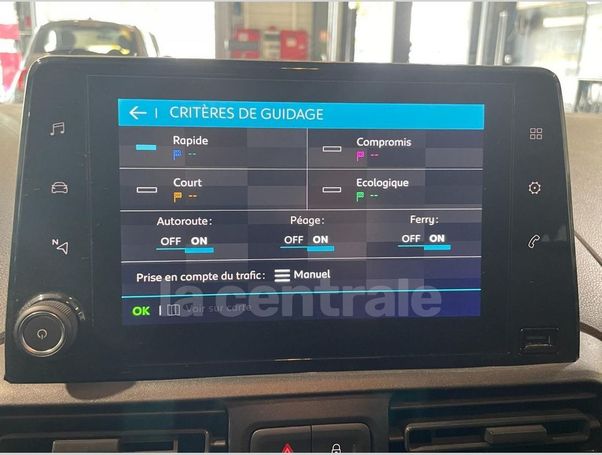 ← | CRITÈRES DE GUIDAGE
Rapide
--
Compromis
--
Court
--
Ecologique
--
Autoroute:
Péage:
Ferry:
OFF ON
OFF ON
OFF ON
N
Prise en compte du trafic: Manuel
la centrale
OK | Voir sur carte